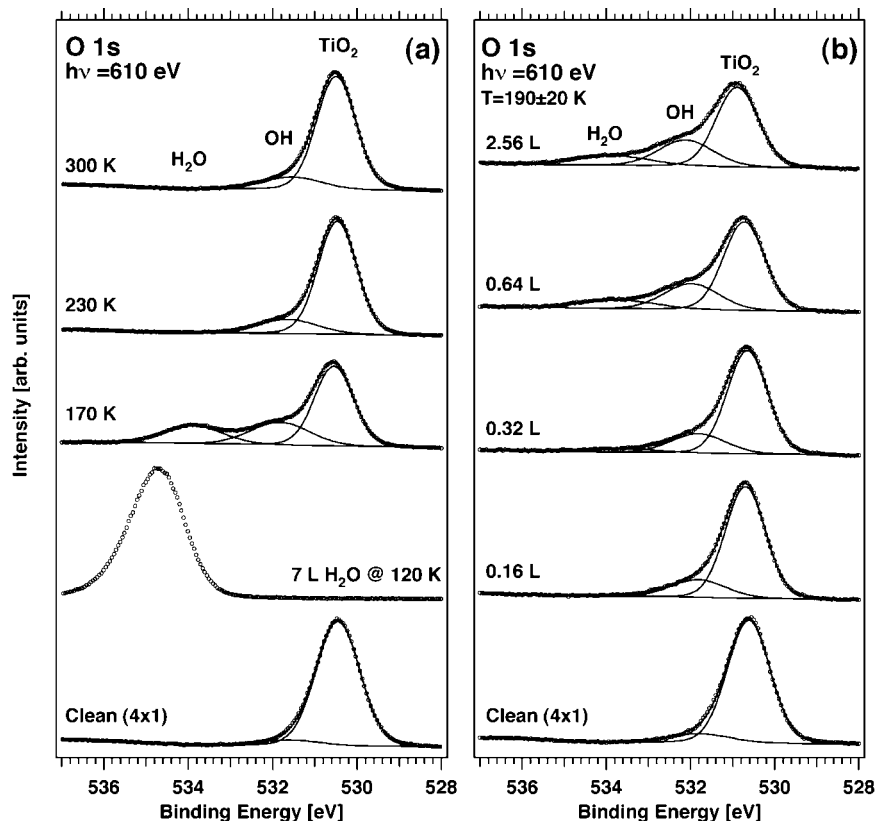 O 1s
hν =610 eV
TiO₂
(a)
OH
H₂O
300 K
230 K
170 K
7 L H₂O @ 120 K
Clean (4x1)
536 534 532 530 528
Binding Energy [eV]
Intensity [arb. units]
O 1s
hν =610 eV
T=190±20 K
TiO₂
(b)
OH
H₂O
2.56 L
0.64 L
0.32 L
0.16 L
Clean (4x1)
536 534 532 530 528
Binding Energy [eV]